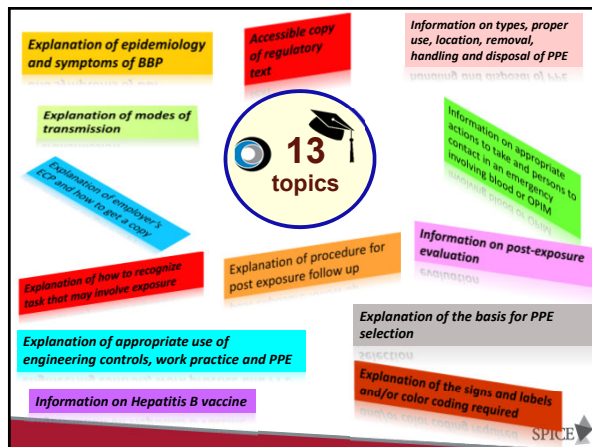 Explanation of epidemiology
and symptoms of BBP
Accessible copy
of regulatory
text
Information on types, proper
use, location, removal,
handling and disposal of PPE
Explanation of modes of
transmission
13
topics
Information on appropriate
actions to take and persons to
contact in an emergency
involving blood or OPIM
Explanation of employer's
ECP and how to get a copy
Explanation of how to recognize
task that may involve exposure
Explanation of procedure for
post exposure follow up
Information on post-exposure
evaluation
Explanation of appropriate use of
engineering controls, work practice and PPE
Explanation of the basis for PPE
selection
Information on Hepatitis B vaccine
Explanation of the signs and labels
and/or color coding required
SPICE